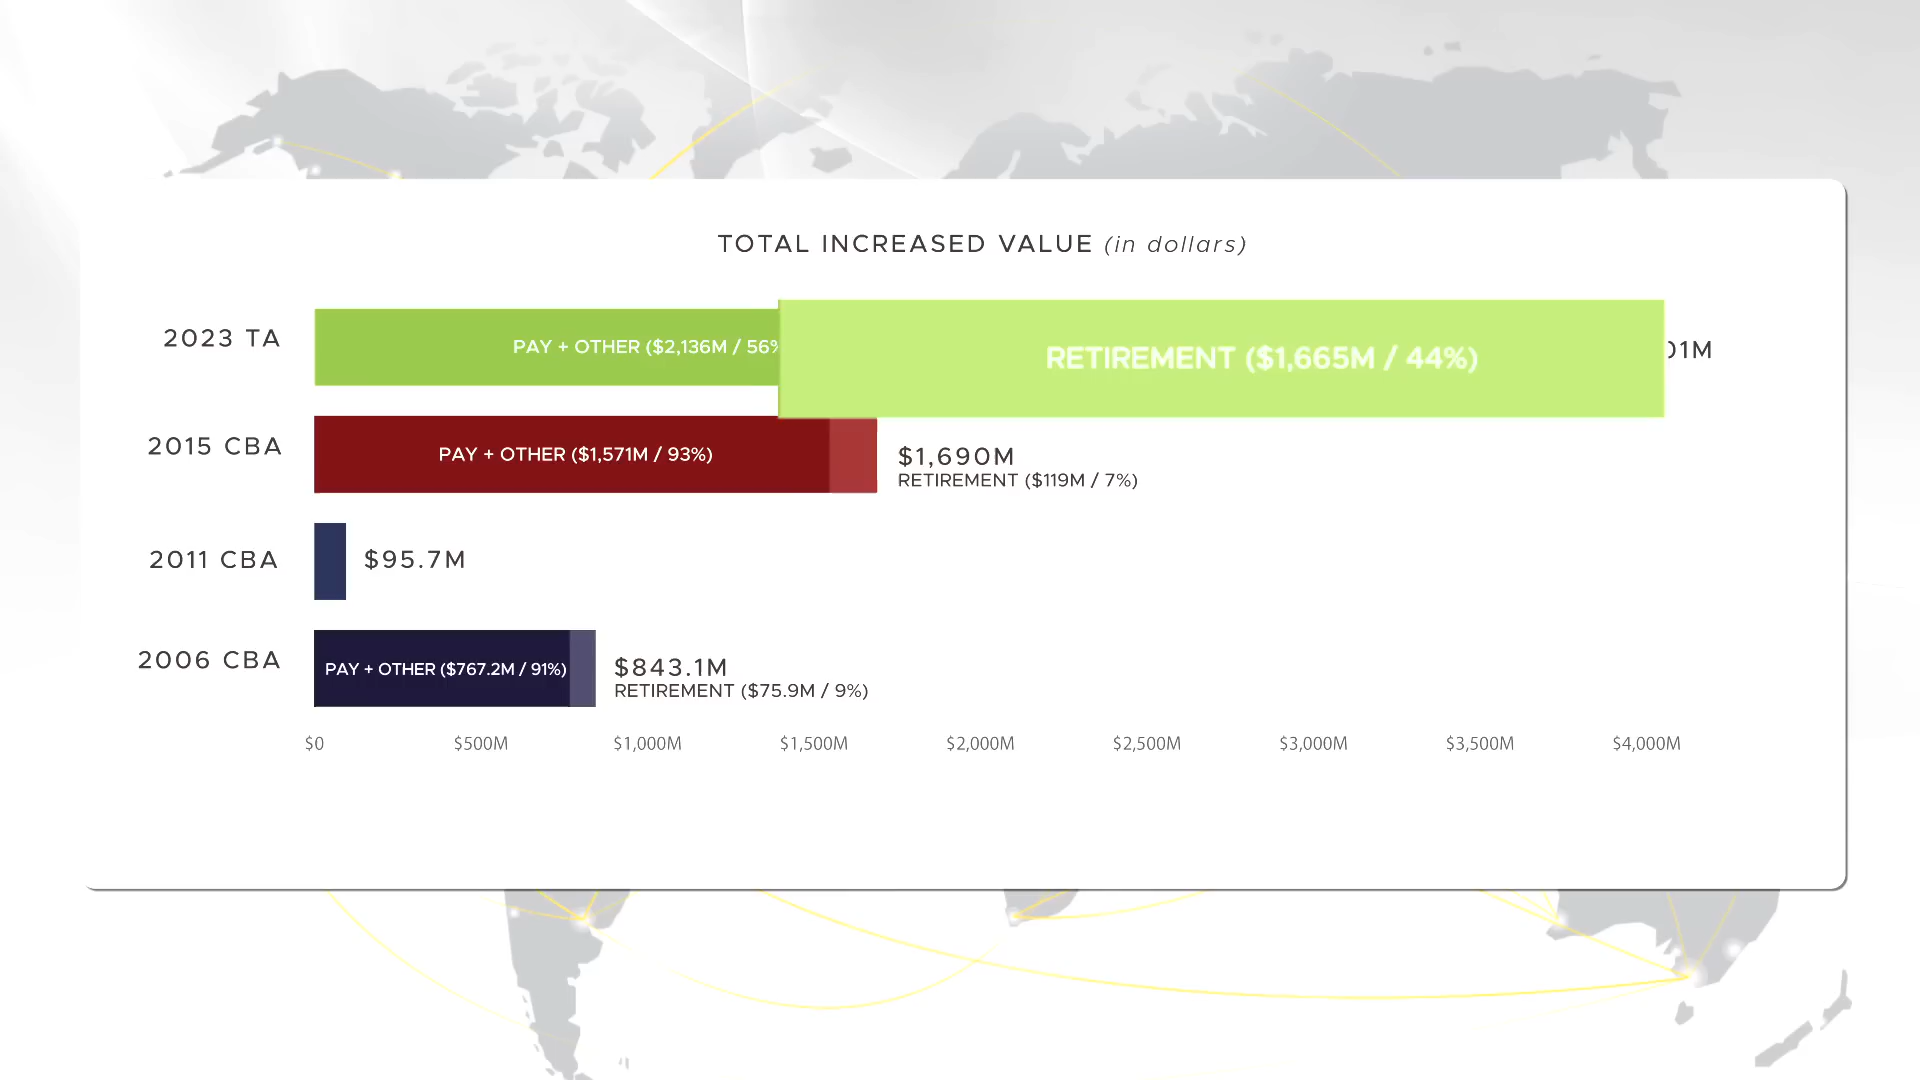 TOTAL INCREASED VALUE (in dollars)
2023 TA
PAY + OTHER ($2,136M / 56%
RETIREMENT ($1,665M / 44%)
01M
2015 CBA
PAY + OTHER ($1,571M / 93%)
$1,690M
RETIREMENT ($119M / 7%)
2011 CBA
$95.7M
2006 CBA
PAY + OTHER ($767.2M / 91%)
$843.1M
RETIREMENT ($75.9M / 9%)
$0 $500M $1,000M $1,500M $2,000M $2,500M $3,000M $3,500M $4,000M